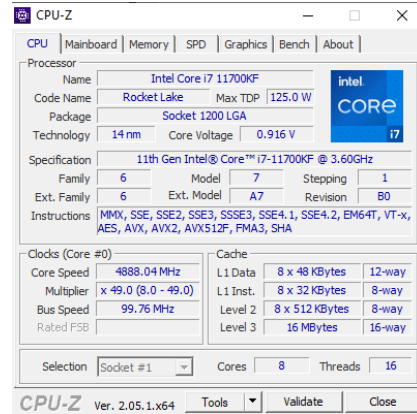 CPU-Z
CPU Mainboard Memory SPD Graphics Bench About
Processor
Name Intel Core i7 11700KF
Code Name Rocket Lake Max TDP 125.0 W
Package Socket 1200 LGA
Technology 14 nm Core Voltage 0.916 V
intel
CORE
i7
Specification 11th Gen Intel® Core™ i7-11700KF @ 3.60GHz
Family 6 Model 7 Stepping 1
Ext. Family 6 Ext. Model A7 Revision B0
Instructions MMX, SSE, SSE2, SSE3, SSSE3, SSE4.1, SSE4.2, EM64T, VT-x,
AES, AVX, AVX2, AVX512F, FMA3, SHA
Clocks (Core #0)
Core Speed 4888.04 MHz
Multiplier x 49.0 (8.0 - 49.0)
Bus Speed 99.76 MHz
Rated FSB
Cache
L1 Data 8 x 48 KBytes 12-way
L1 Inst. 8 x 32 KBytes 8-way
Level 2 8 x 512 KBytes 8-way
Level 3 16 MBytes 16-way
Selection Socket #1 Cores 8 Threads 16
CPU-Z Ver. 2.05.1.x64 Tools Validate Close